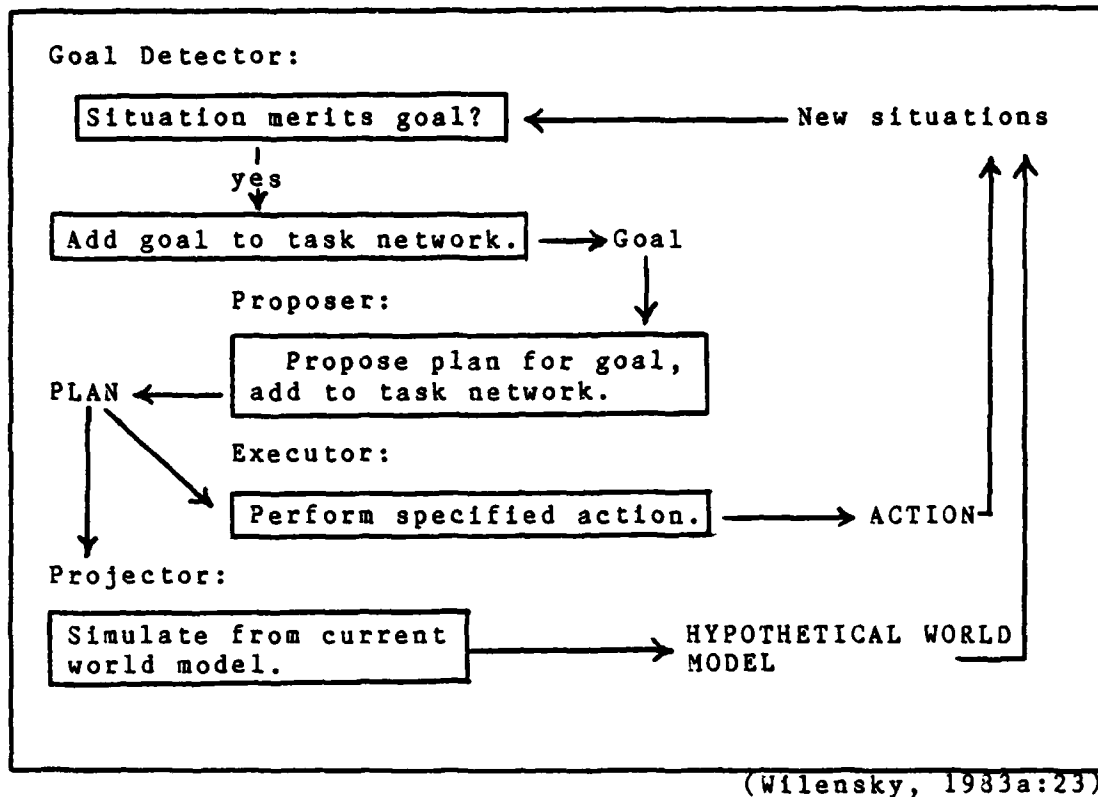 Goal Detector:
Situation merits goal?
New situations
yes
Add goal to task network.
Goal
Proposer:
Propose plan for goal,
add to task network.
PLAN
Executor:
Perform specified action.
ACTION
Projector:
Simulate from current
world model.
HYPOTHETICAL WORLD
MODEL
(Wilensky, 1983a:23)